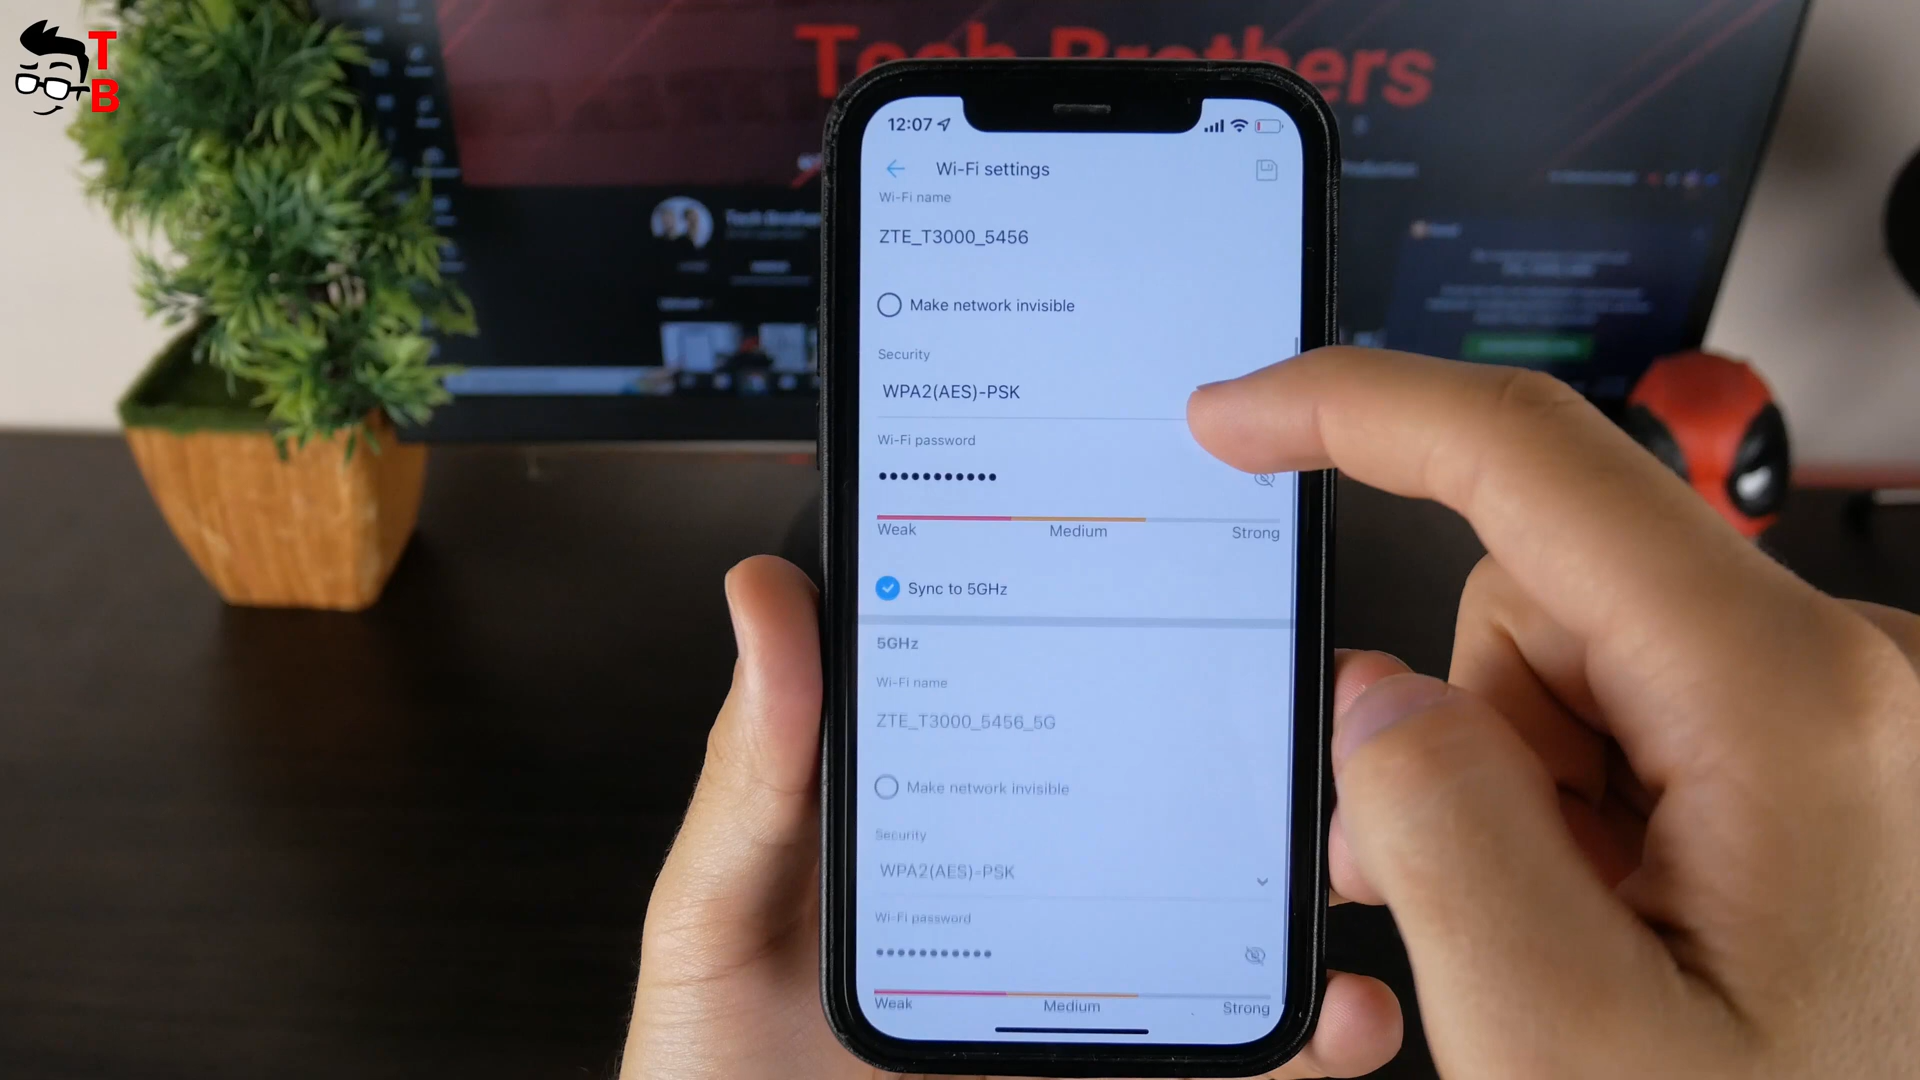 T
B
Tech Brothers
12:07
Wi-Fi settings
Wi-Fi name
ZTE_T3000_5456
Make network invisible
Security
WPA2(AES)-PSK
Wi-Fi password
Weak Medium Strong
Sync to 5GHz
5GHz
Wi-Fi name
ZTE_T3000_5456_5G
Make network invisible
Security
WPA2(AES)-PSK
Wi-Fi password
Weak Medium Strong